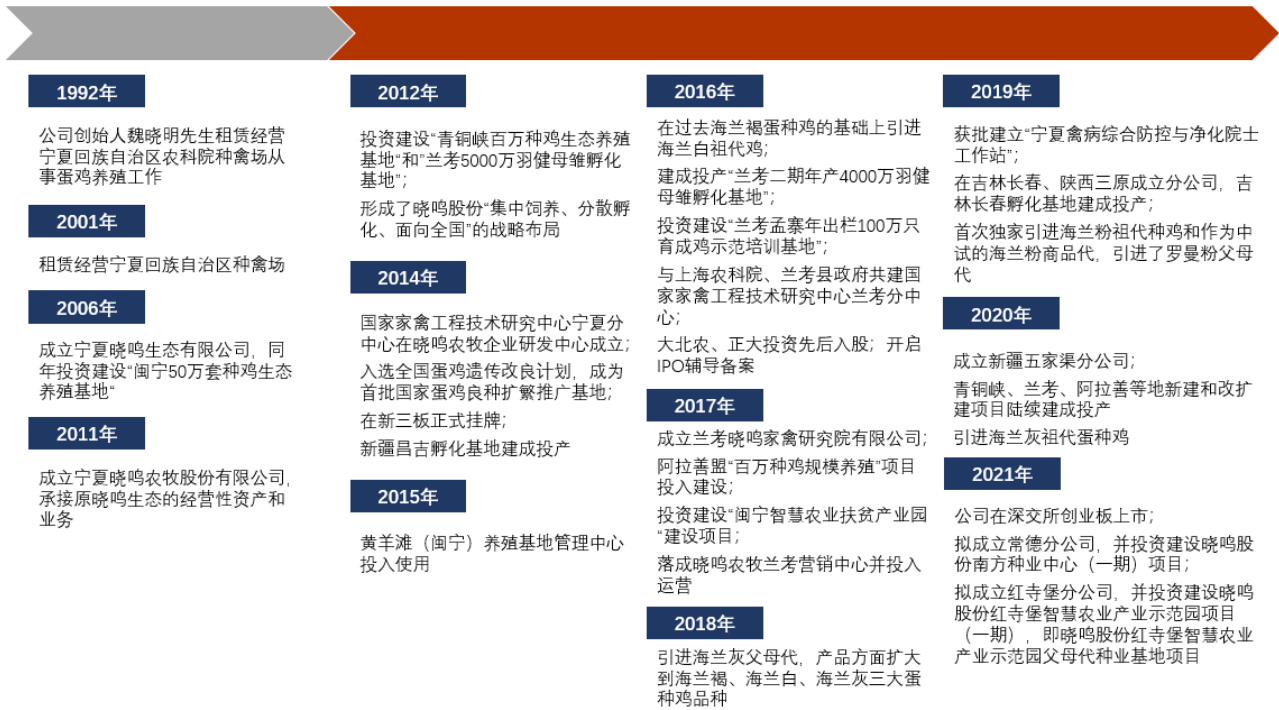 1992年
公司创始人魏晓明先生租赁经营
宁夏回族自治区农科院种禽场从
事蛋鸡养殖工作
2001年
租赁经营宁夏回族自治区种禽场
2006年
成立宁夏晓鸣生态有限公司，同
年投资建设“闽宁50万套种鸡生态
养殖基地“
2011年
成立宁夏晓鸣农牧股份有限公司，
承接原晓鸣生态的经营性资产和
业务
2012年
投资建设“青铜峡百万种鸡生态养殖
基地“和”兰考5000万羽健母雏孵化
基地”；
形成了晓鸣股份“集中饲养、分散孵
化、面向全国”的战略布局
2014年
国家家禽工程技术研究中心宁夏分
中心在晓鸣农牧企业研发中心成立；
入选全国蛋鸡遗传改良计划，成为
首批国家蛋鸡良种扩繁推广基地；
在新三板正式挂牌；
新疆昌吉孵化基地建成投产
2015年
黄羊滩（闽宁）养殖基地管理中心
投入使用
2016年
在过去海兰褐蛋种鸡的基础上引进
海兰白祖代鸡；
建成投产“兰考二期年产4000万羽健
母雏孵化基地”；
投资建设“兰考孟寨年出栏100万只
育成鸡示范培训基地”；
与上海农科院、兰考县政府共建国
家家禽工程技术研究中心兰考分中
心；
大北农、正大投资先后入股；开启
IPO辅导备案
2017年
成立兰考晓鸣家禽研究院有限公司；
阿拉善盟“百万种鸡规模养殖”项目
投入建设；
投资建设“闽宁智慧农业扶贫产业园
“建设项目；
落成晓鸣农牧兰考营销中心并投入
运营
2018年
引进海兰灰父母代，产品方面扩大
到海兰褐、海兰白、海兰灰三大蛋
种鸡品种
2019年
获批建立“宁夏禽病综合防控与净化院士
工作站”；
在吉林长春、陕西三原成立分公司，吉
林长春孵化基地建成投产；
首次独家引进海兰粉祖代种鸡和作为中
试的海兰粉商品代，引进了罗曼粉父母
代
2020年
成立新疆五家渠分公司；
青铜峡、兰考、阿拉善等地新建和改扩
建项目陆续建成投产
引进海兰灰祖代蛋种鸡
2021年
公司在深交所创业板上市；
拟成立常德分公司，并投资建设晓鸣股
份南方种业中心（一期）项目；
拟成立红寺堡分公司，并投资建设晓鸣
股份红寺堡智慧农业产业示范园项目
（一期），即晓鸣股份红寺堡智慧农业
产业示范园父母代种业基地项目